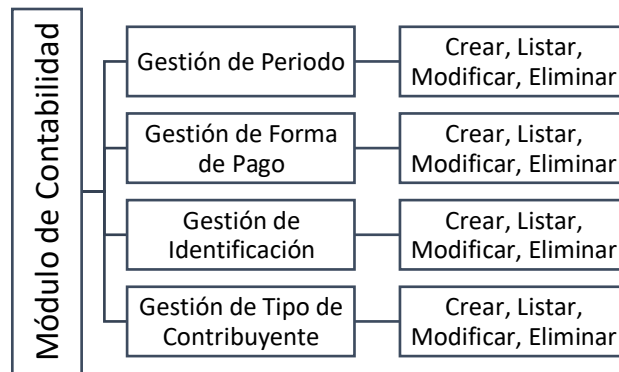 Módulo de Contabilidad
Gestión de Periodo
Crear, Listar,
Modificar, Eliminar
Gestión de Forma
de Pago
Crear, Listar,
Modificar, Eliminar
Gestión de
Identificación
Crear, Listar,
Modificar, Eliminar
Gestión de Tipo de
Contribuyente
Crear, Listar,
Modificar, Eliminar